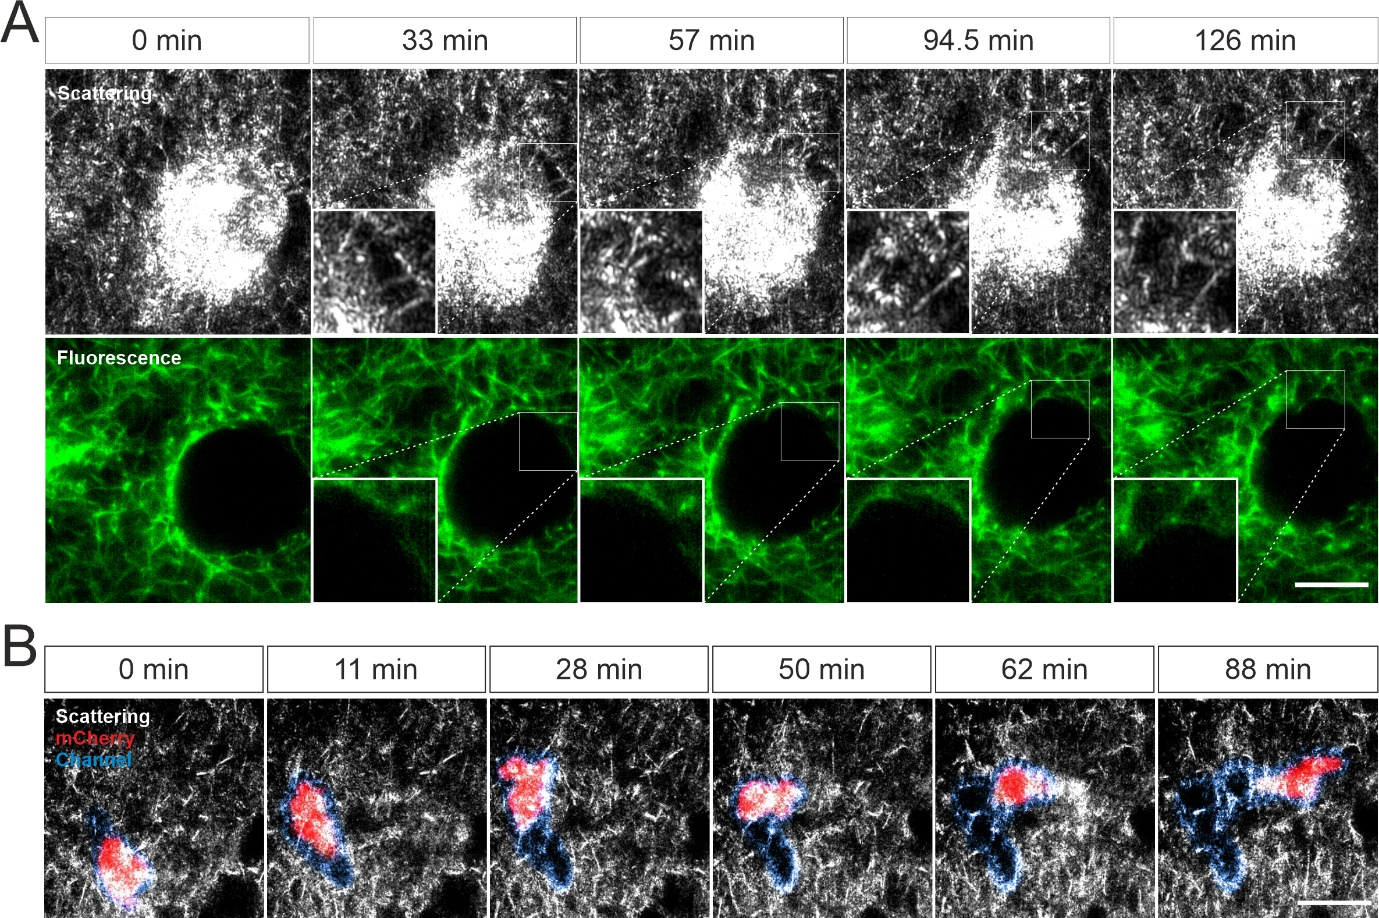 A
0 min
33 min
57 min
94.5 min
126 min
Scattering
Fluorescence
B
0 min
11 min
28 min
50 min
62 min
88 min
Scattering
mCherry
Channel